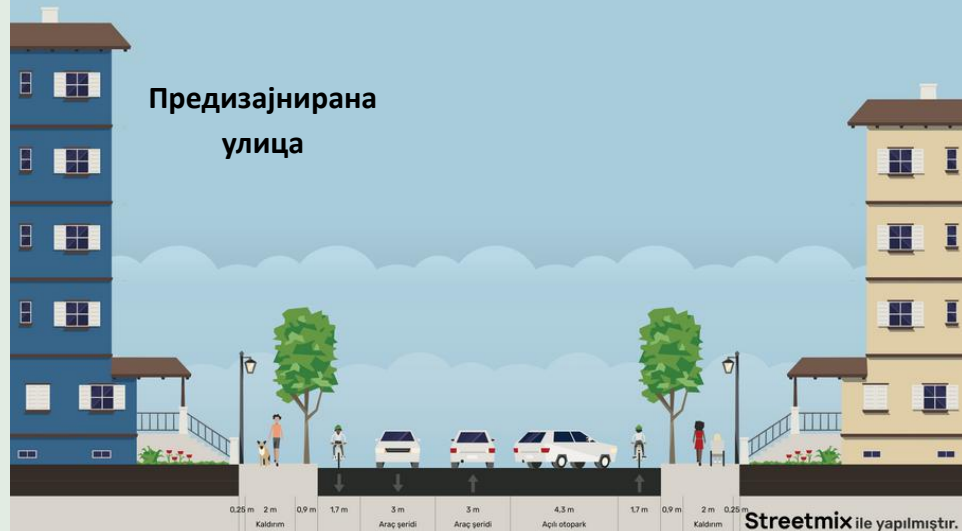 Предизајнирана
улица
0.25 m 2 m 0,9 m 1,7 m 3 m 3 m 4,3 m 1,7 m 0,9 m 2 m 0.25 m
Kaldırım Araç şeridi Araç şeridi Açılı otopark Kaldırım
Streetmix ile yapılmıştır.